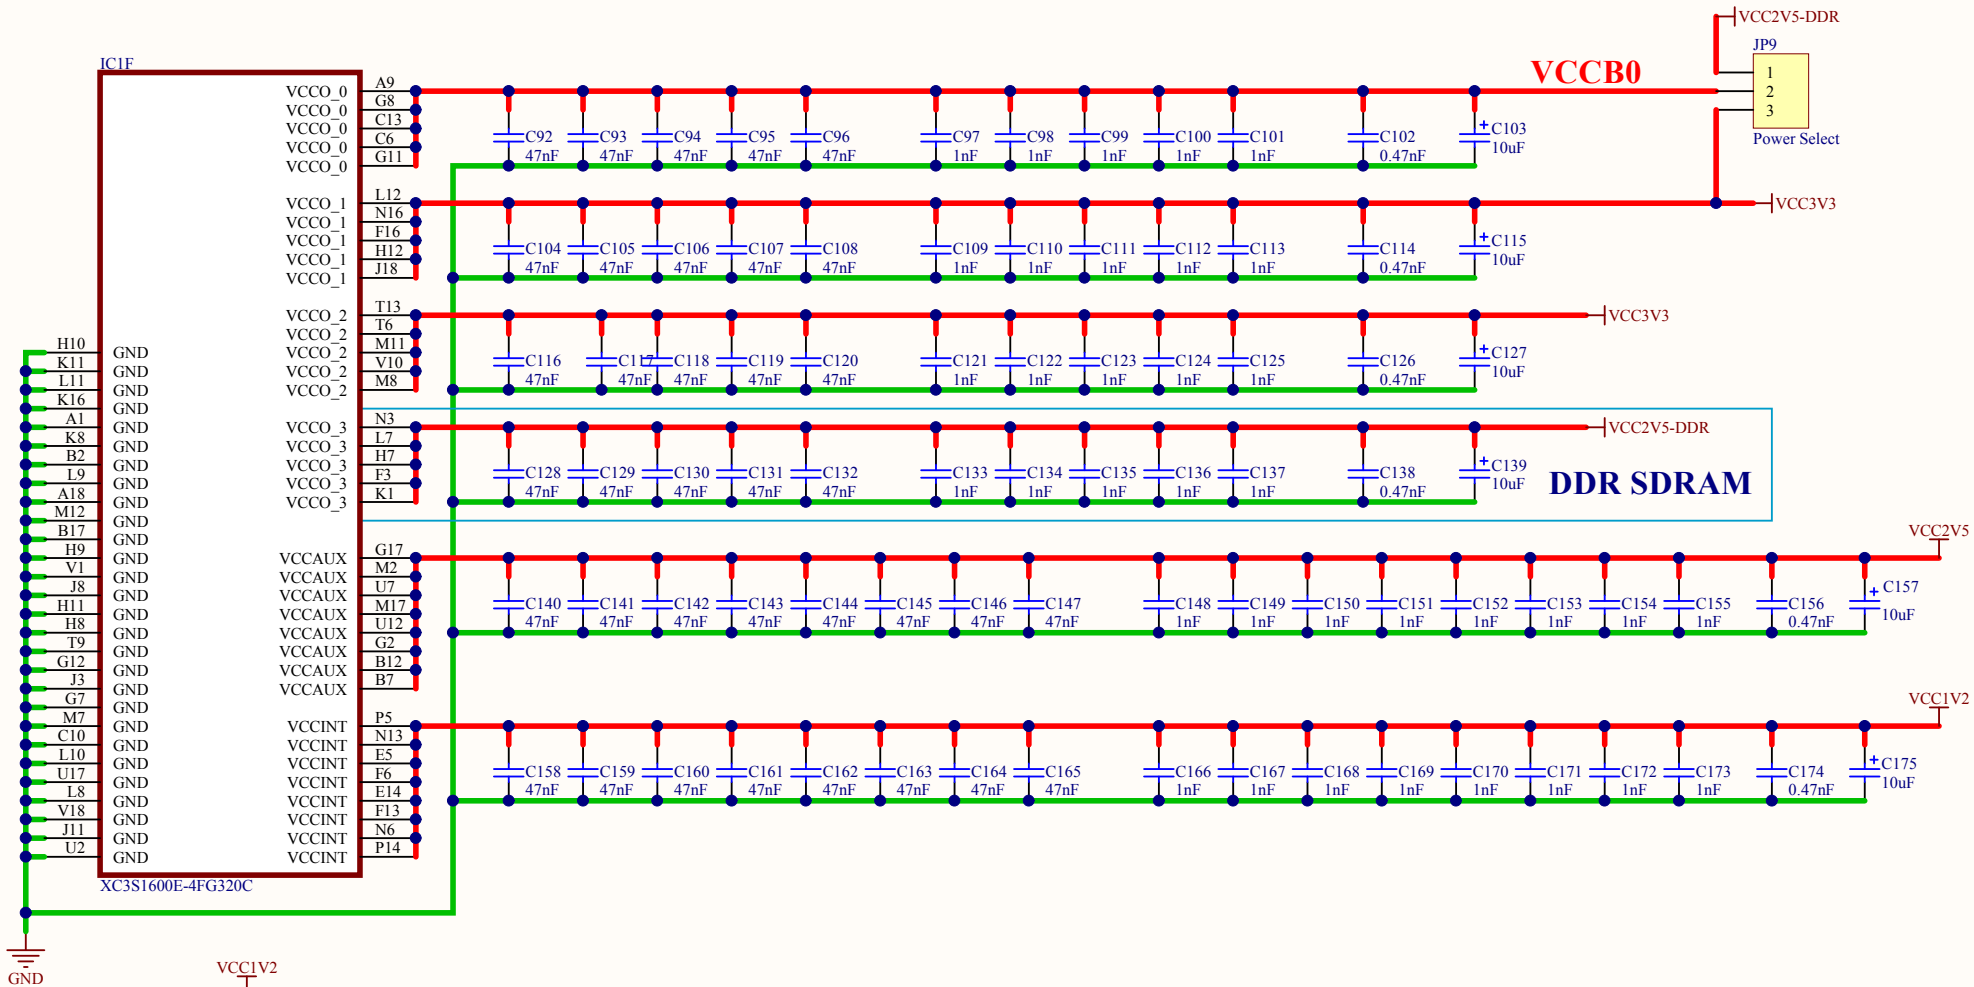 VCC2V5-DDR
JP9
IC1F
VCCB0
1
2
3
Power Select
VCCO_0 A9
VCCO_0 G8
VCCO_0 C13
VCCO_0 C6
VCCO_0 G11
C92 C93 C94 C95 C96 C97 C98 C99 C100 C101 C102 +C103
47nF 47nF 47nF 47nF 47nF 1nF 1nF 1nF 1nF 1nF 0.47nF 10uF
VCCO_1 L12
VCCO_1 N16
VCCO_1 F16
VCCO_1 H12
VCCO_1 J18
VCC3V3
C104 C105 C106 C107 C108 C109 C110 C111 C112 C113 C114 +C115
47nF 47nF 47nF 47nF 47nF 1nF 1nF 1nF 1nF 1nF 0.47nF 10uF
VCCO_2 T13
VCCO_2 T6
VCCO_2 M11
VCCO_2 V10
VCCO_2 M8
VCC3V3
C116 C117 C118 C119 C120 C121 C122 C123 C124 C125 C126 +C127
47nF 47nF 47nF 47nF 47nF 1nF 1nF 1nF 1nF 1nF 0.47nF 10uF
VCCO_3 N3
VCCO_3 L7
VCCO_3 H7
VCCO_3 F3
VCCO_3 K1
VCC2V5-DDR
C128 C129 C130 C131 C132 C133 C134 C135 C136 C137 C138 +C139
47nF 47nF 47nF 47nF 47nF 1nF 1nF 1nF 1nF 1nF 0.47nF 10uF
DDR SDRAM
VCC2V5
VCCAUX G17
VCCAUX M2
VCCAUX U7
VCCAUX M17
VCCAUX U12
VCCAUX G2
VCCAUX B12
VCCAUX B7
C140 C141 C142 C143 C144 C145 C146 C147 C148 C149 C150 C151 C152 C153 C154 C155 C156 +C157
47nF 47nF 47nF 47nF 47nF 47nF 47nF 47nF 1nF 1nF 1nF 1nF 1nF 1nF 1nF 1nF 0.47nF 10uF
VCC1V2
VCCINT P5
VCCINT N13
VCCINT E5
VCCINT F6
VCCINT E14
VCCINT F13
VCCINT N6
VCCINT P14
C158 C159 C160 C161 C162 C163 C164 C165 C166 C167 C168 C169 C170 C171 C172 C173 C174 +C175
47nF 47nF 47nF 47nF 47nF 47nF 47nF 47nF 1nF 1nF 1nF 1nF 1nF 1nF 1nF 1nF 0.47nF 10uF
H10 GND
K11 GND
L11 GND
K16 GND
A1 GND
K8 GND
B2 GND
L9 GND
A18 GND
M12 GND
B17 GND
H9 GND
V1 GND
J8 GND
H11 GND
H8 GND
T9 GND
G12 GND
J3 GND
G7 GND
M7 GND
C10 GND
L10 GND
U17 GND
L8 GND
V18 GND
J11 GND
U2 GND
XC3S1600E-4FG320C
GND
VCC1V2